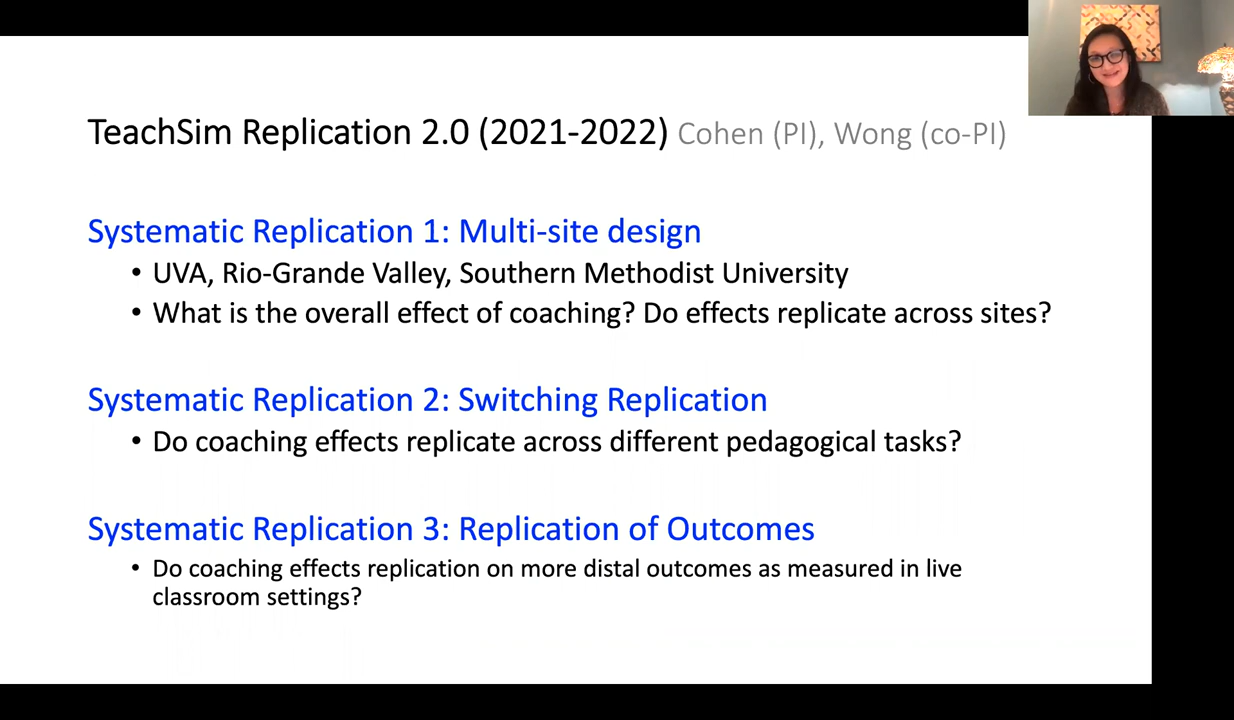 TeachSim Replication 2.0 (2021-2022) Cohen (PI), Wong (co-PI)
Systematic Replication 1: Multi-site design
• UVA, Rio-Grande Valley, Southern Methodist University
• What is the overall effect of coaching? Do effects replicate across sites?
Systematic Replication 2: Switching Replication
• Do coaching effects replicate across different pedagogical tasks?
Systematic Replication 3: Replication of Outcomes
• Do coaching effects replication on more distal outcomes as measured in live
classroom settings?